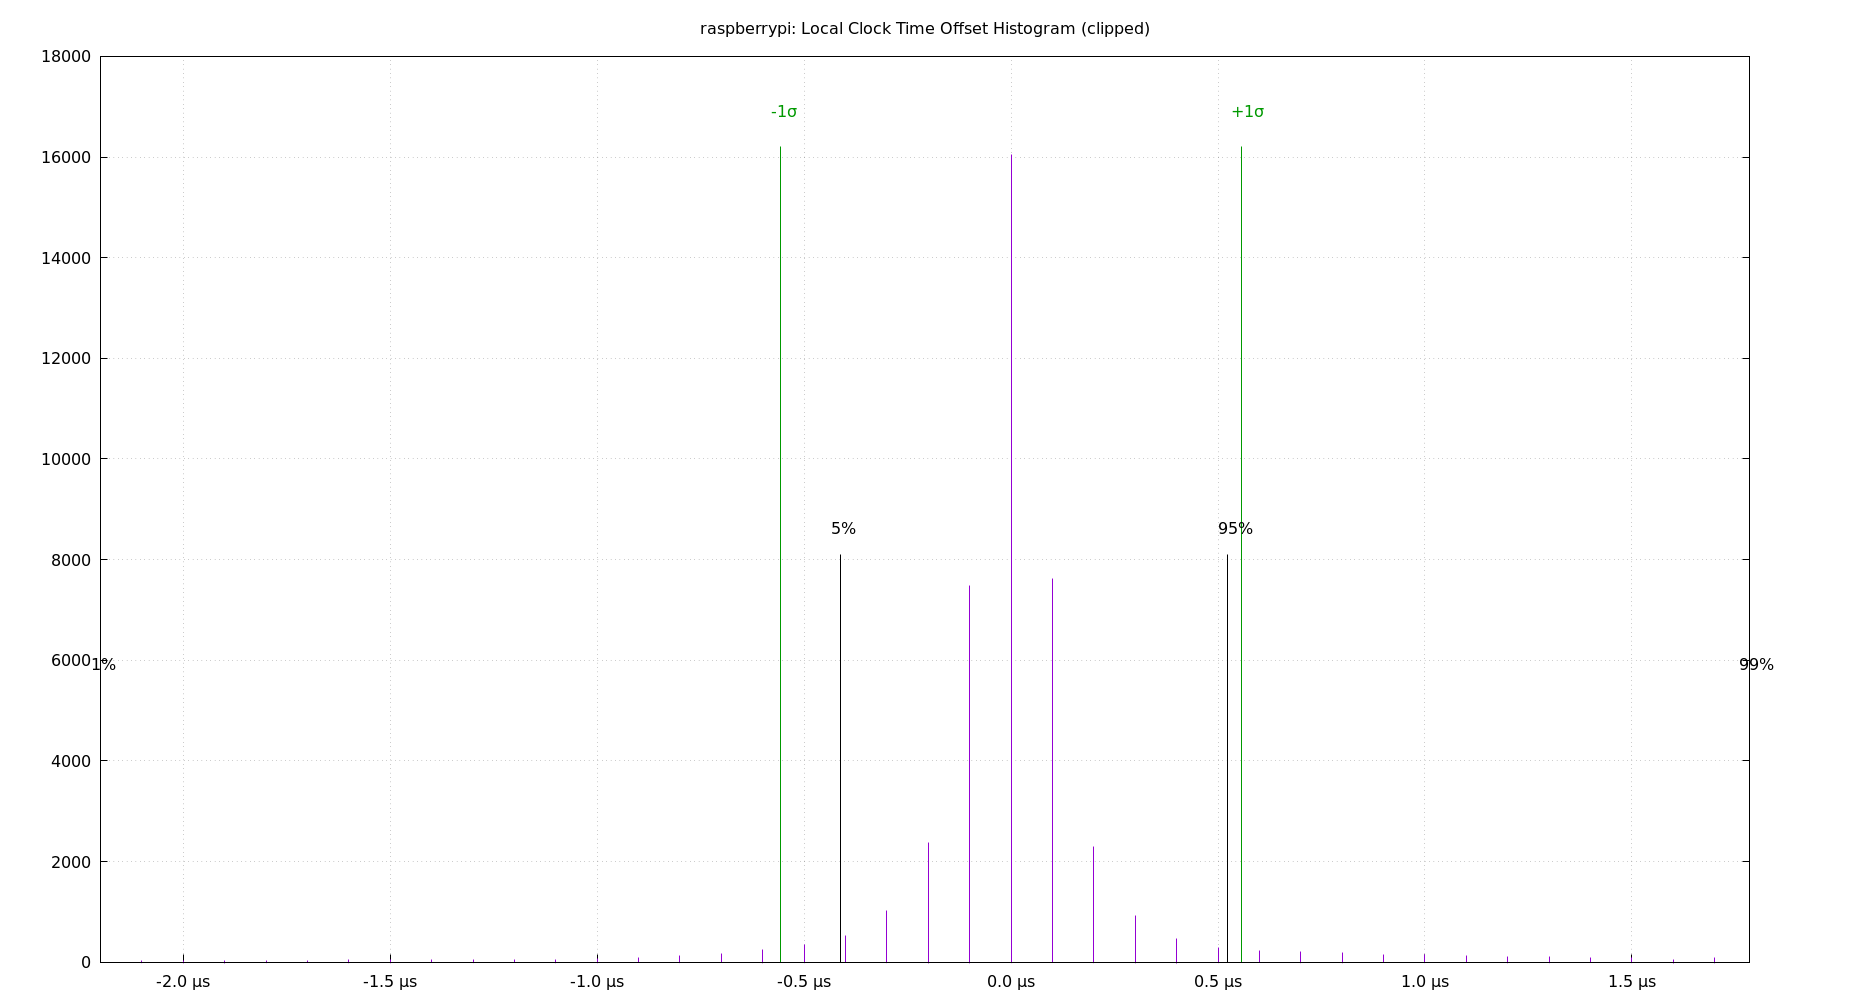 raspberrypi: Local Clock Time Offset Histogram (clipped)
18000
-1σ +1σ
16000
14000
12000
10000
5% 95%
8000
6000 1% 99%
4000
2000
0
-2.0 µs -1.5 µs -1.0 µs -0.5 µs 0.0 µs 0.5 µs 1.0 µs 1.5 µs